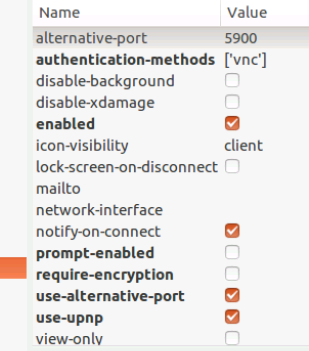 Name Value
alternative-port 5900
authentication-methods ['vnc']
disable-background
disable-xdamage
enabled
icon-visibility client
lock-screen-on-disconnect
mailto
network-interface
notify-on-connect
prompt-enabled
require-encryption
use-alternative-port
use-upnp
view-only